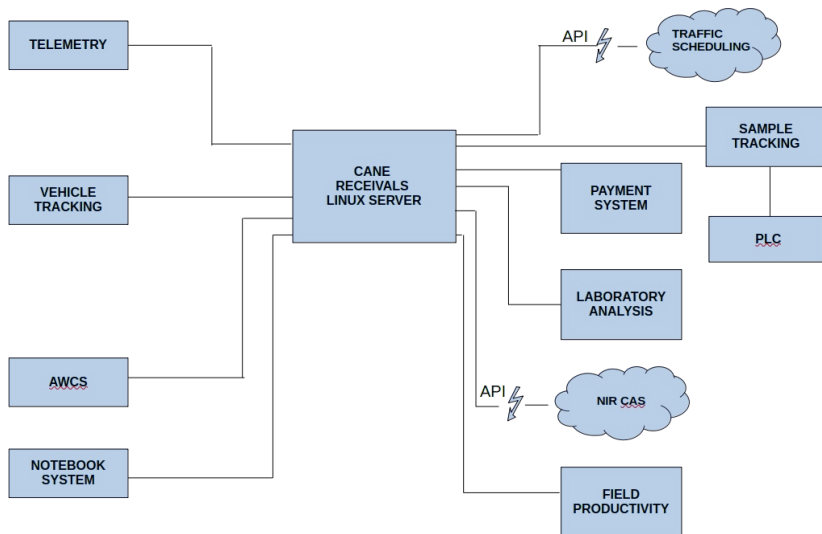 TELEMETRY
API
TRAFFIC
SCHEDULING
CANE
RECEIVALS
LINUX SERVER
SAMPLE
TRACKING
VEHICLE
TRACKING
PAYMENT
SYSTEM
PLC
LABORATORY
ANALYSIS
AWCS
API
NIR CAS
NOTEBOOK
SYSTEM
FIELD
PRODUCTIVITY